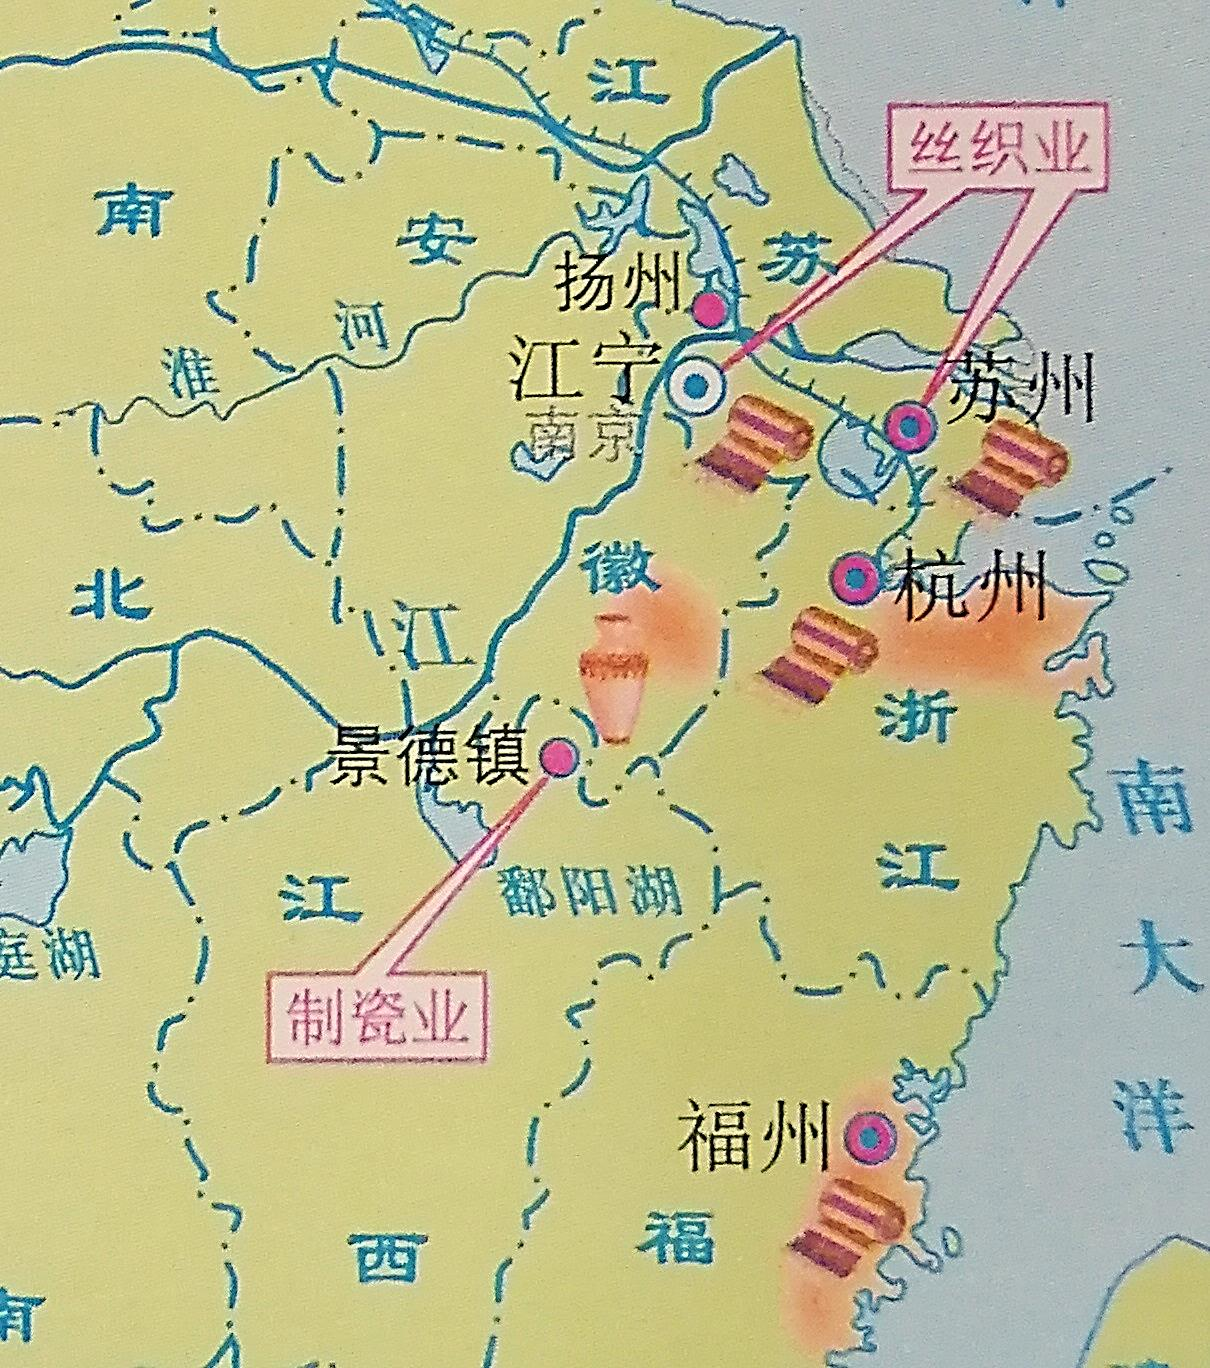 江
苏
丝织业
南
安
徽
扬州
淮
河
江宁
南京
苏州
杭州
北
江
浙
江
景德镇
鄱阳湖
江
西
庭湖
制瓷业
南
大
洋
福州
福
南